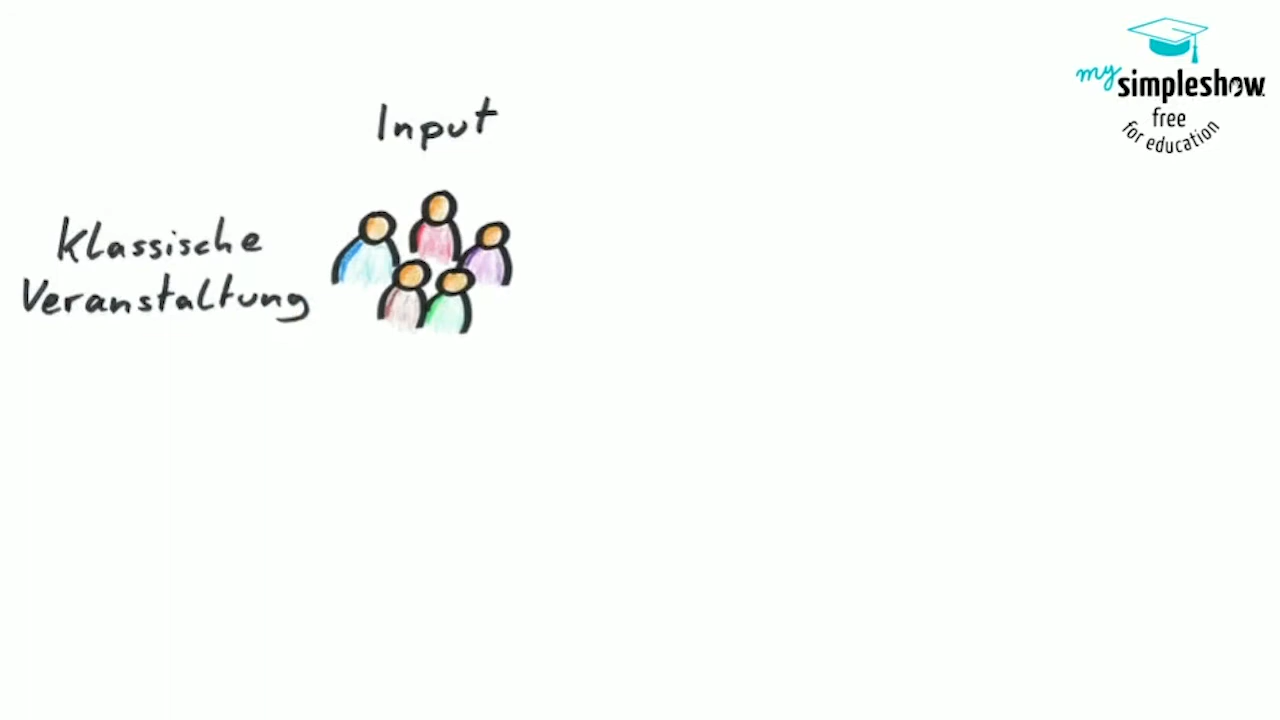 Input
Klassische
Veranstaltung
my
simpleshow
free
for education